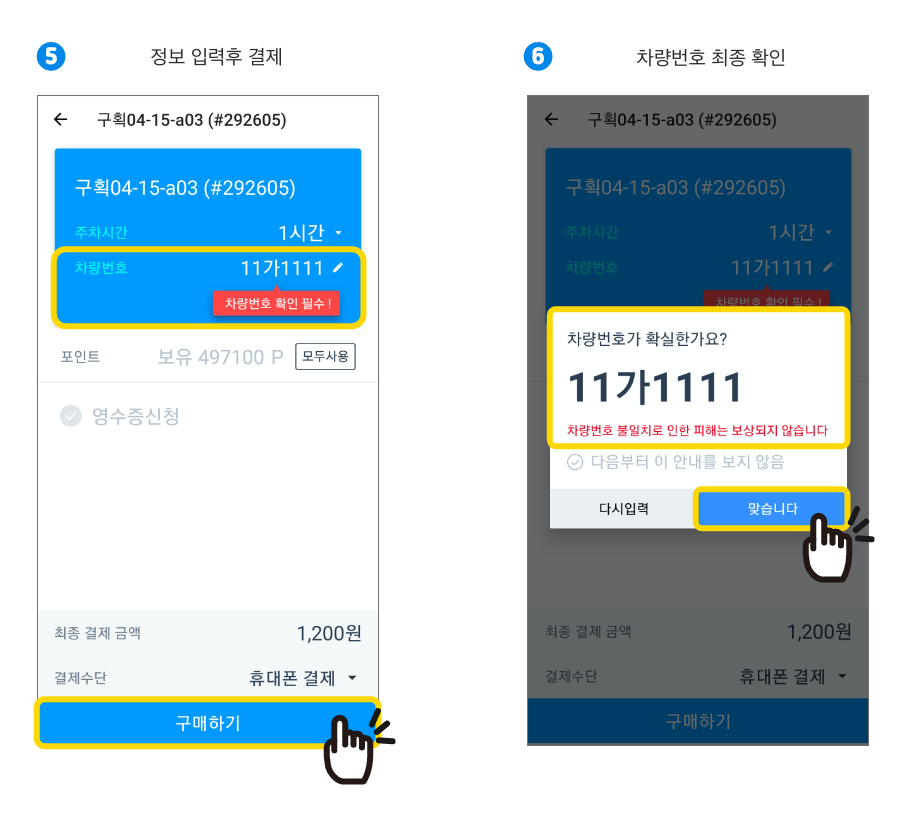 5 정보 입력후 결제
구획04-15-a03 (#292605)
구획04-15-a03 (#292605)
주차시간 1시간
차량번호 11가1111
차량번호 확인 필수 !
포인트 보유 497100 P 모두사용
영수증신청
최종 결제 금액 1,200원
결제수단 휴대폰 결제
구매하기
6 차량번호 최종 확인
구획04-15-a03 (#292605)
구획04-15-a03 (#292605)
주차시간 1시간
차량번호 11가1111
차량번호 확인 필수 !
차량번호가 확실한가요?
11가1111
차량번호 불일치로 인한 피해는 보상되지 않습니다
다음부터 이 안내를 보지 않음
다시입력 맞습니다
최종 결제 금액 1,200원
결제수단 휴대폰 결제
구매하기